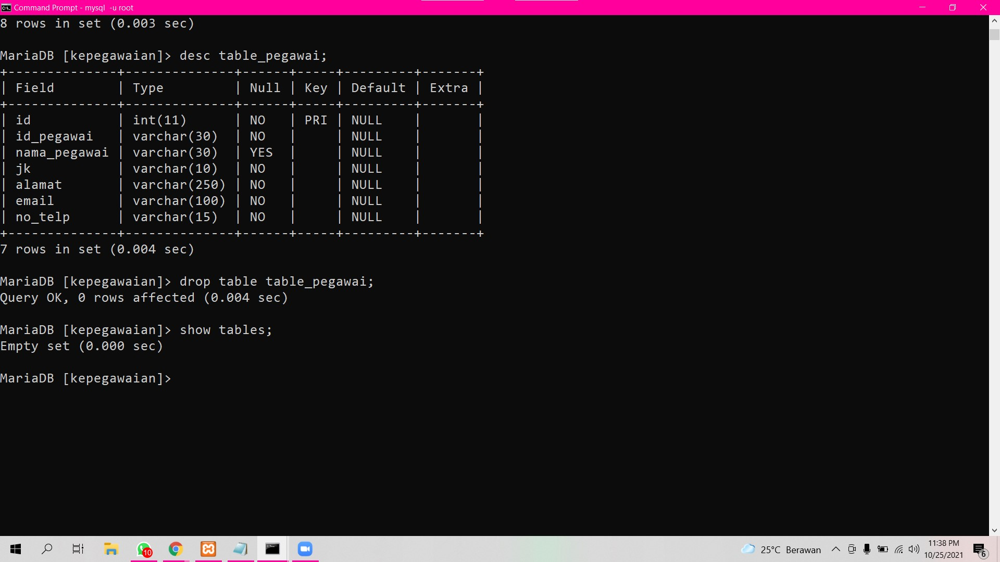 Command Prompt - mysql  -u root
8 rows in set (0.003 sec)
MariaDB [kepegawaian]> desc table_pegawai;
+--------------+--------------+------+-----+---------+-------+
| Field        | Type         | Null | Key | Default | Extra |
+--------------+--------------+------+-----+---------+-------+
| id           | int(11)      | NO   | PRI | NULL    |       |
| id_pegawai   | varchar(30)  | NO   |     | NULL    |       |
| nama_pegawai | varchar(30)  | YES  |     | NULL    |       |
| jk           | varchar(10)  | NO   |     | NULL    |       |
| alamat       | varchar(250) | NO   |     | NULL    |       |
| email        | varchar(100) | NO   |     | NULL    |       |
| no_telp      | varchar(15)  | NO   |     | NULL    |       |
+--------------+--------------+------+-----+---------+-------+
7 rows in set (0.004 sec)
MariaDB [kepegawaian]> drop table table_pegawai;
Query OK, 0 rows affected (0.004 sec)
MariaDB [kepegawaian]> show tables;
Empty set (0.000 sec)
MariaDB [kepegawaian]>
10
25°C Berawan
11:38 PM
10/25/2021
6